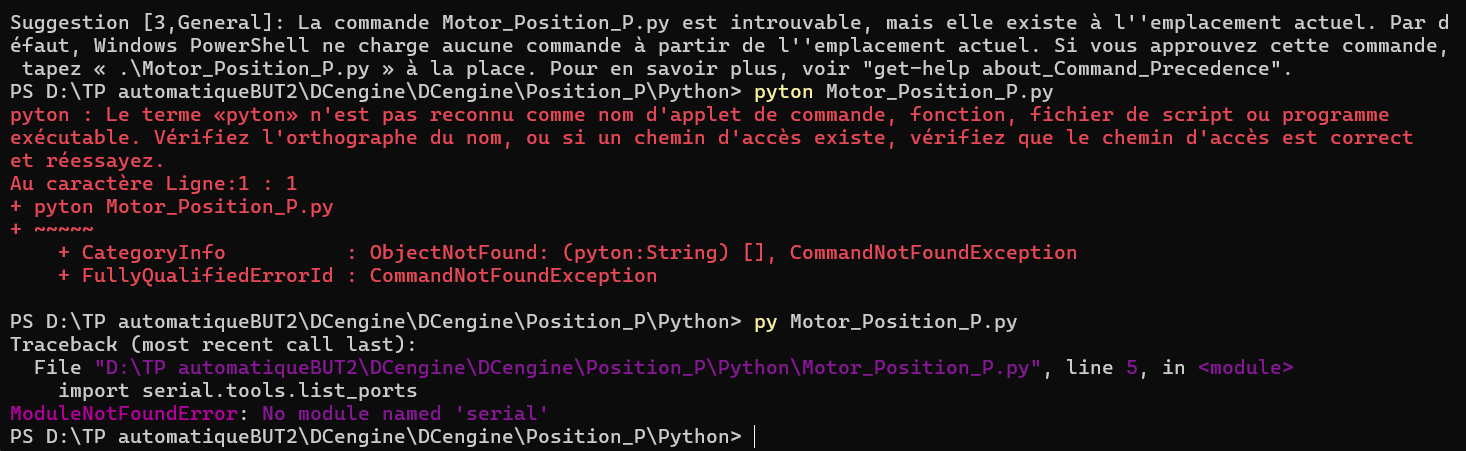 Suggestion [3,General]: La commande Motor_Position_P.py est introuvable, mais elle existe à l''emplacement actuel. Par d
éfaut, Windows PowerShell ne charge aucune commande à partir de l''emplacement actuel. Si vous approuvez cette commande,
 tapez « .\Motor_Position_P.py » à la place. Pour en savoir plus, voir "get-help about_Command_Precedence".
PS D:\TP automatiqueBUT2\DCengine\DCengine\Position_P\Python> pyton Motor_Position_P.py
pyton : Le terme «pyton» n'est pas reconnu comme nom d'applet de commande, fonction, fichier de script ou programme
exécutable. Vérifiez l'orthographe du nom, ou si un chemin d'accès existe, vérifiez que le chemin d'accès est correct
et réessayez.
Au caractère Ligne:1 : 1
+ pyton Motor_Position_P.py
+ ~~~~~
    + CategoryInfo          : ObjectNotFound: (pyton:String) [], CommandNotFoundException
    + FullyQualifiedErrorId : CommandNotFoundException

PS D:\TP automatiqueBUT2\DCengine\DCengine\Position_P\Python> py Motor_Position_P.py
Traceback (most recent call last):
  File "D:\TP automatiqueBUT2\DCengine\DCengine\Position_P\Python\Motor_Position_P.py", line 5, in <module>
    import serial.tools.list_ports
ModuleNotFoundError: No module named 'serial'
PS D:\TP automatiqueBUT2\DCengine\DCengine\Position_P\Python>